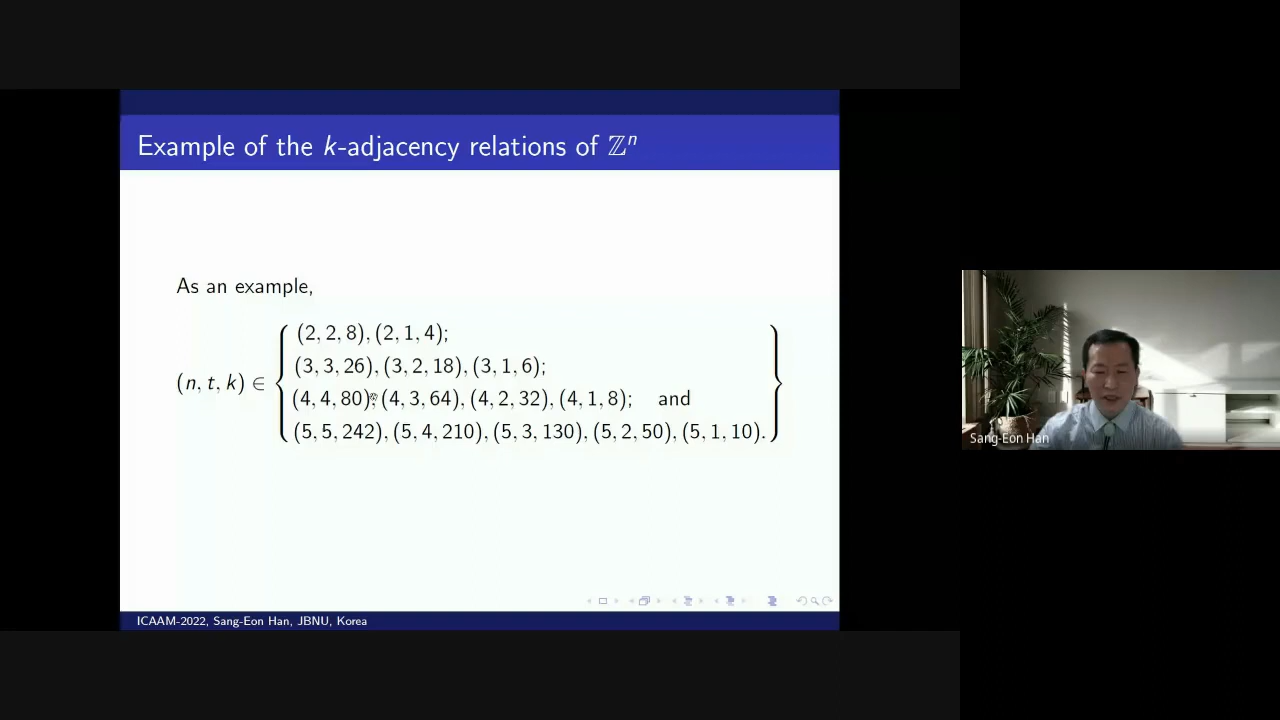 Example of the k-adjacency relations of ℤⁿ
As an example,
(n, t, k) ∈
(2, 2, 8), (2, 1, 4);
(3, 3, 26), (3, 2, 18), (3, 1, 6);
(4, 4, 80), (4, 3, 64), (4, 2, 32), (4, 1, 8); and
(5, 5, 242), (5, 4, 210), (5, 3, 130), (5, 2, 50), (5, 1, 10).
Sang-Eon Han
ICAAM-2022, Sang-Eon Han, JBNU, Korea